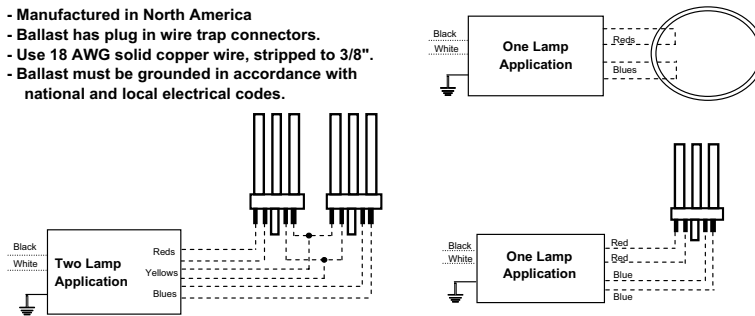 - Manufactured in North America
- Ballast has plug in wire trap connectors.
- Use 18 AWG solid copper wire, stripped to 3/8".
- Ballast must be grounded in accordance with
national and local electrical codes.
Black
White
One Lamp
Application
Reds
Blues
Black
White
Two Lamp
Application
Reds
Yellows
Blues
Black
White
One Lamp
Application
Red
Red
Blue
Blue